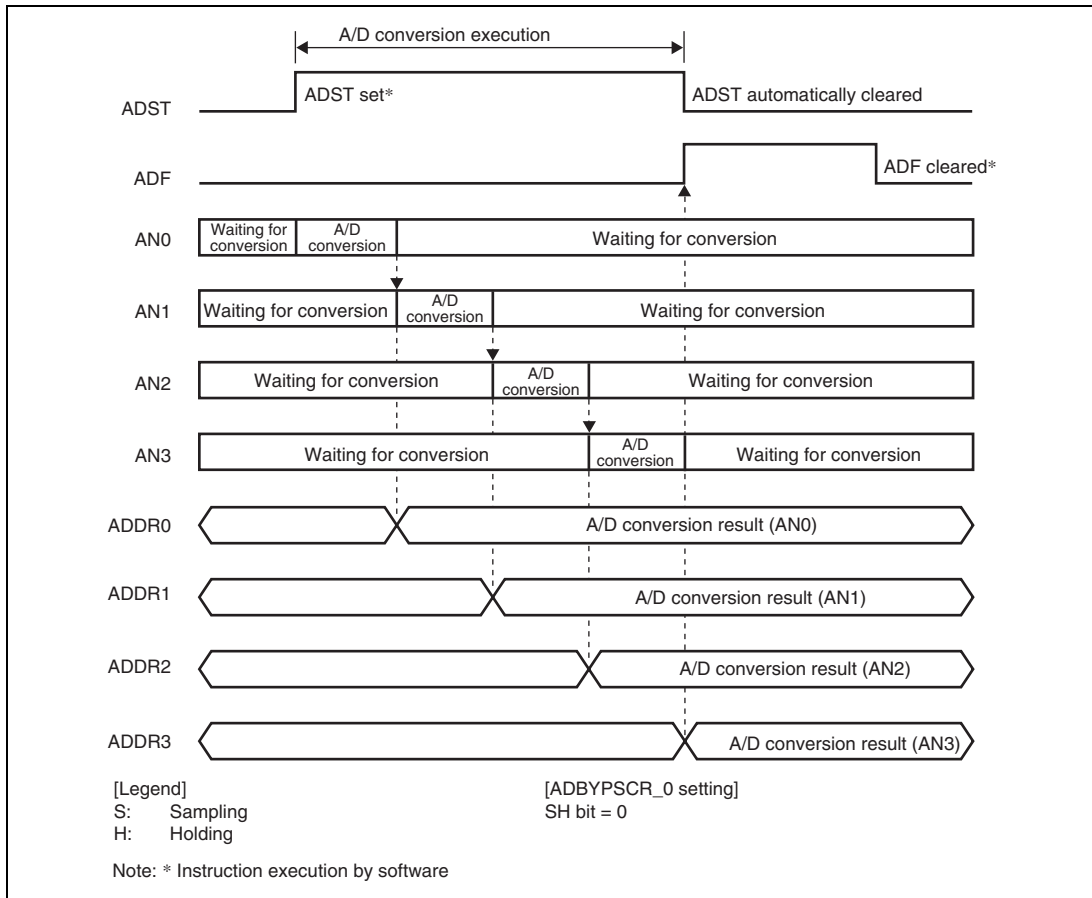 A/D conversion execution
ADST ADST set* ADST automatically cleared
ADF ADF cleared*
AN0 Waiting for conversion A/D conversion Waiting for conversion
AN1 Waiting for conversion A/D conversion Waiting for conversion
AN2 Waiting for conversion A/D conversion Waiting for conversion
AN3 Waiting for conversion A/D conversion Waiting for conversion
ADDR0 A/D conversion result (AN0)
ADDR1 A/D conversion result (AN1)
ADDR2 A/D conversion result (AN2)
ADDR3 A/D conversion result (AN3)
[Legend] [ADBYPSCR_0 setting]
S: Sampling SH bit = 0
H: Holding
Note: * Instruction execution by software